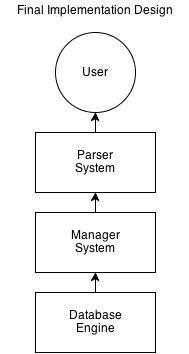 Final Implementation Design
User
Parser
System
Manager
System
Database
Engine